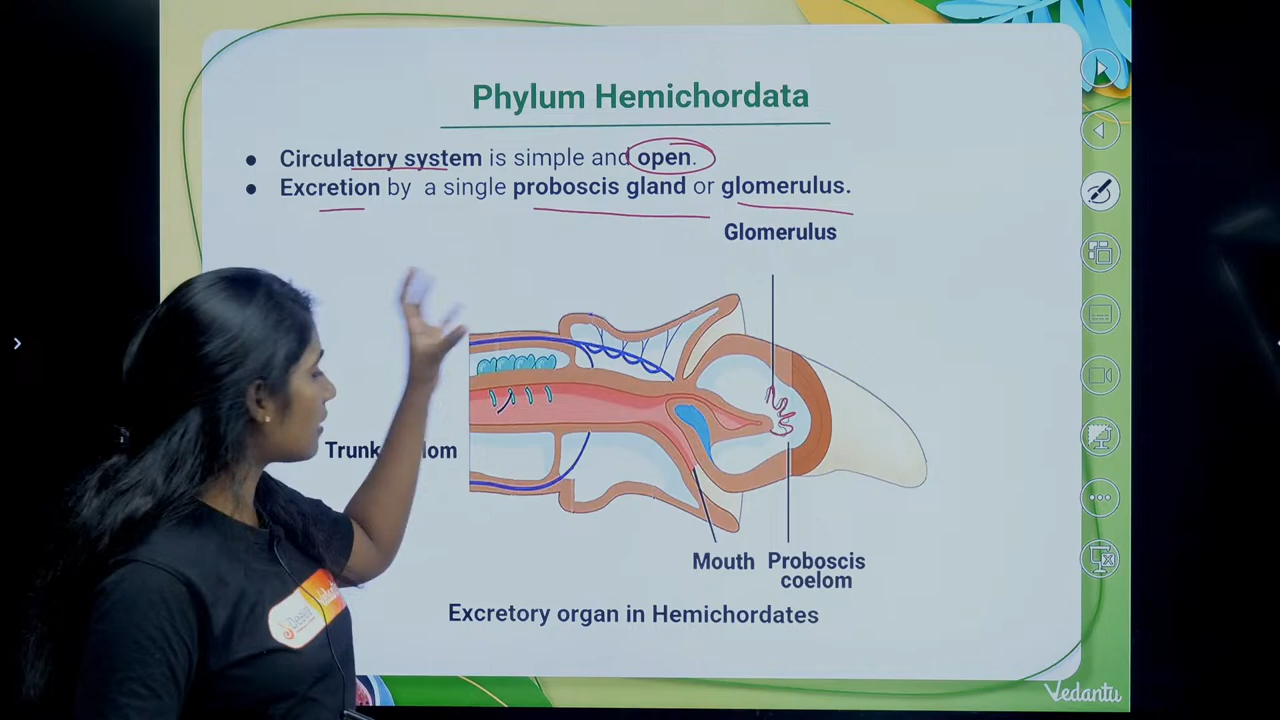 Phylum Hemichordata
● Circulatory system is simple and open.
● Excretion by a single proboscis gland or glomerulus.
Glomerulus
Mouth
Proboscis
coelom
Excretory organ in Hemichordates
Vedantu